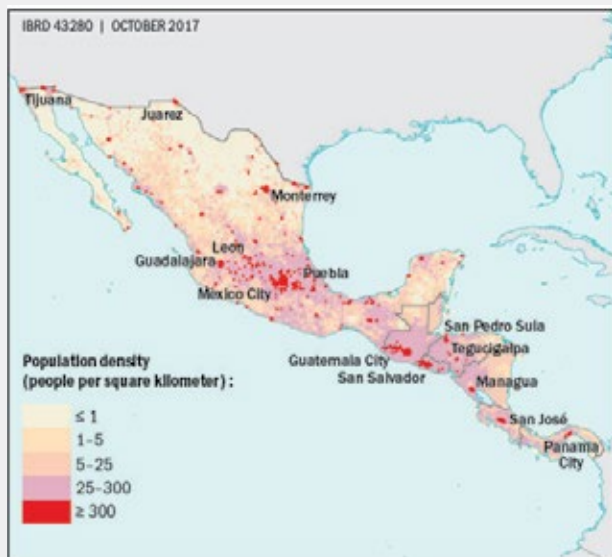 IBRD 43280 | OCTOBER 2017
Tijuana
Juarez
Monterrey
Leon
Guadalajara
Puebla
Mexico City
San Pedro Sula
Tegucigalpa
Guatemala City
San Salvador
Managua
San José
Panama
City
Population density
(people per square kilometer) :
≤ 1
1–5
5–25
25–300
≥ 300